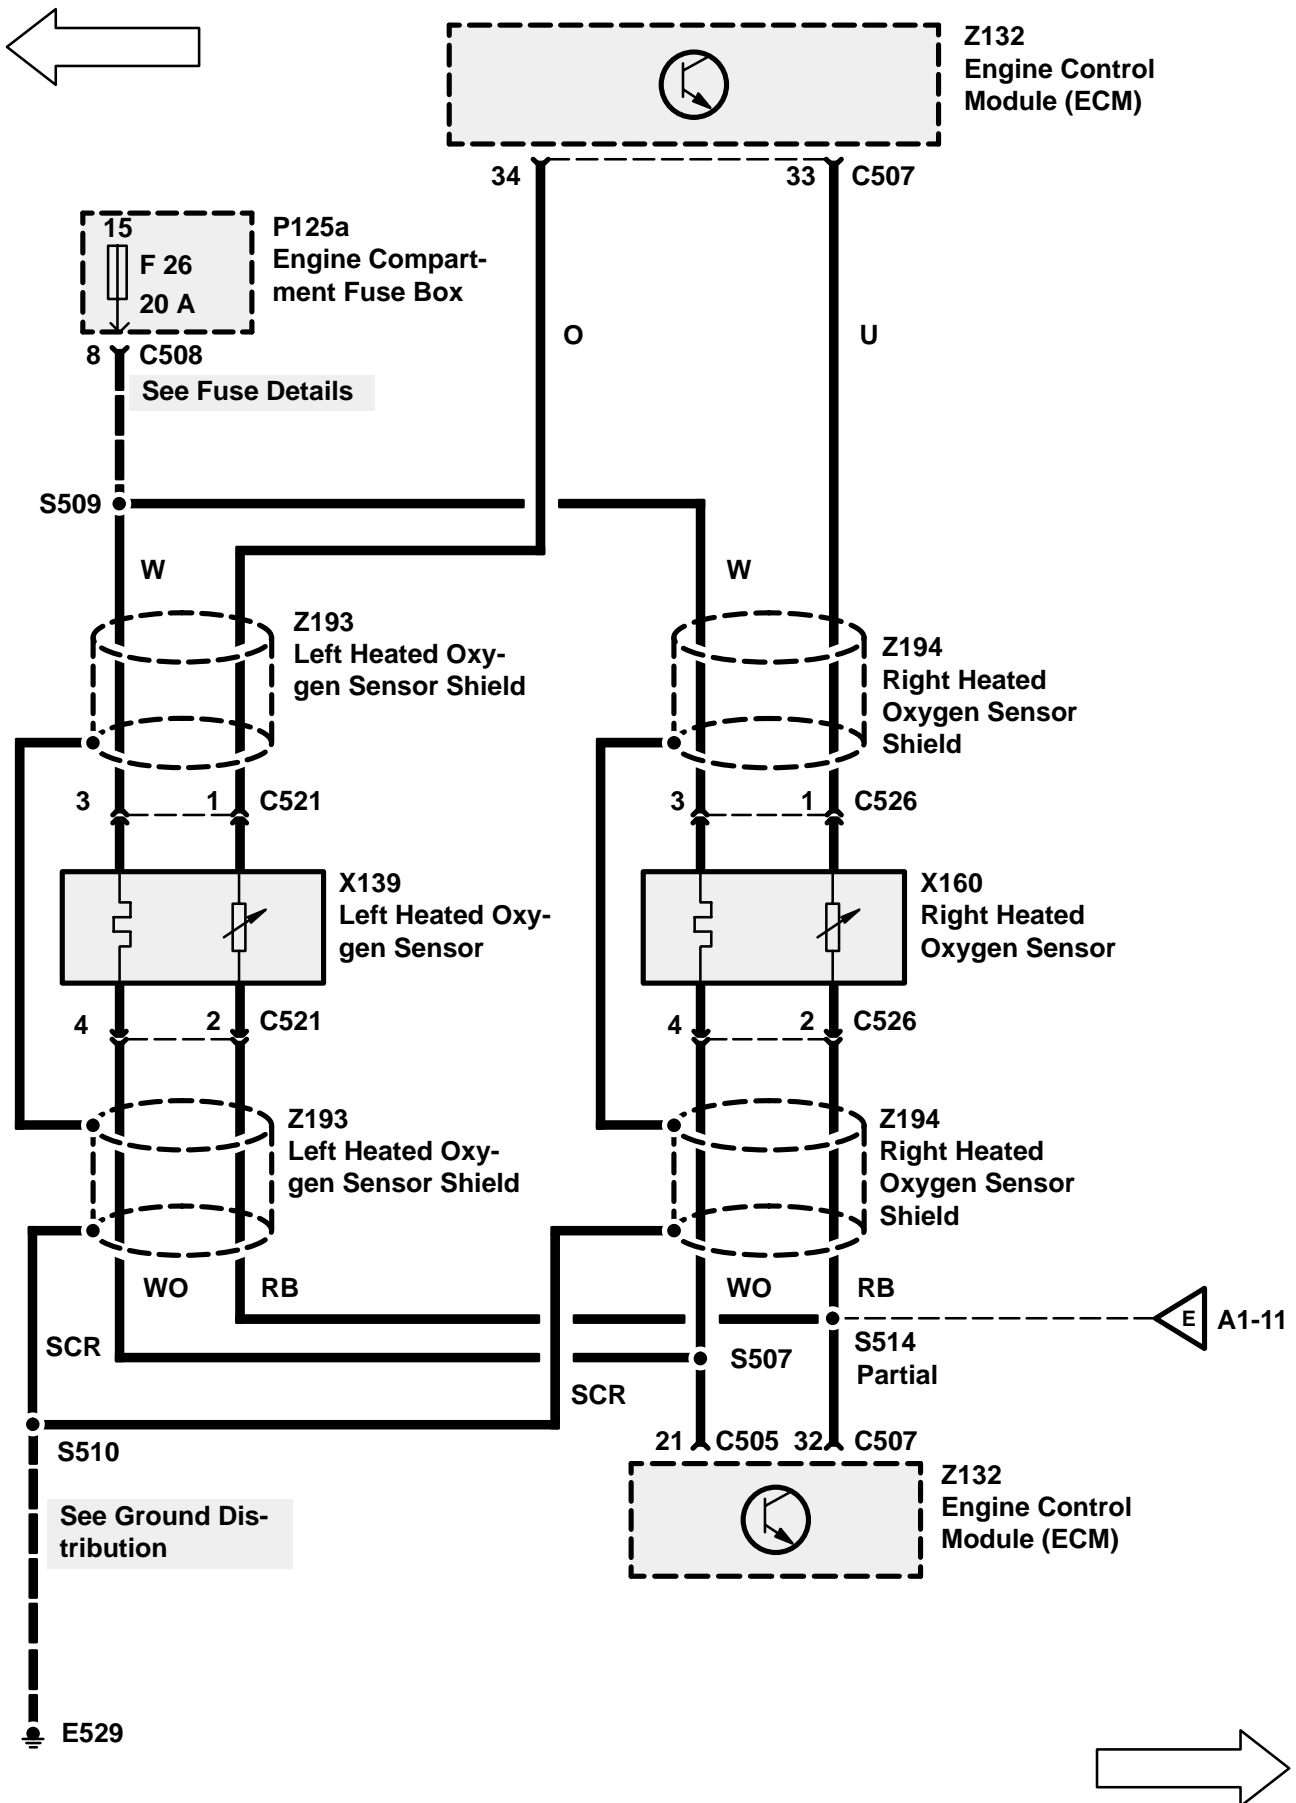 Z132
Engine Control
Module (ECM)
34
33
C507
15
F 26
20 A
P125a
Engine Compart-
ment Fuse Box
8
C508
See Fuse Details
O
U
S509
W
W
Z193
Left Heated Oxy-
gen Sensor Shield
Z194
Right Heated
Oxygen Sensor
Shield
3
1
C521
3
1
C526
X139
Left Heated Oxy-
gen Sensor
X160
Right Heated
Oxygen Sensor
4
2
C521
4
2
C526
Z193
Left Heated Oxy-
gen Sensor Shield
Z194
Right Heated
Oxygen Sensor
Shield
WO
RB
WO
RB
E
A1-11
SCR
S507
S514
Partial
SCR
S510
21
C505
32
C507
See Ground Dis-
tribution
Z132
Engine Control
Module (ECM)
E529